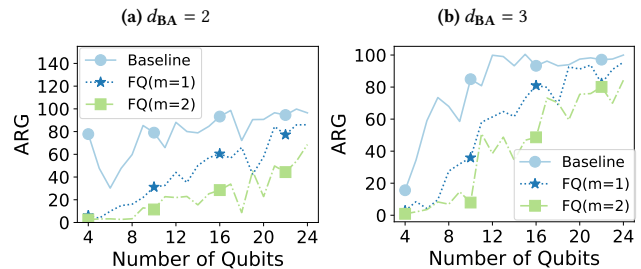 (a) d_BA = 2
ARG
140
120
100
80
60
40
20
0
Baseline
FQ(m=1)
FQ(m=2)
4 8 12 16 20 24
Number of Qubits
(b) d_BA = 3
ARG
100
80
60
40
20
0
Baseline
FQ(m=1)
FQ(m=2)
4 8 12 16 20 24
Number of Qubits